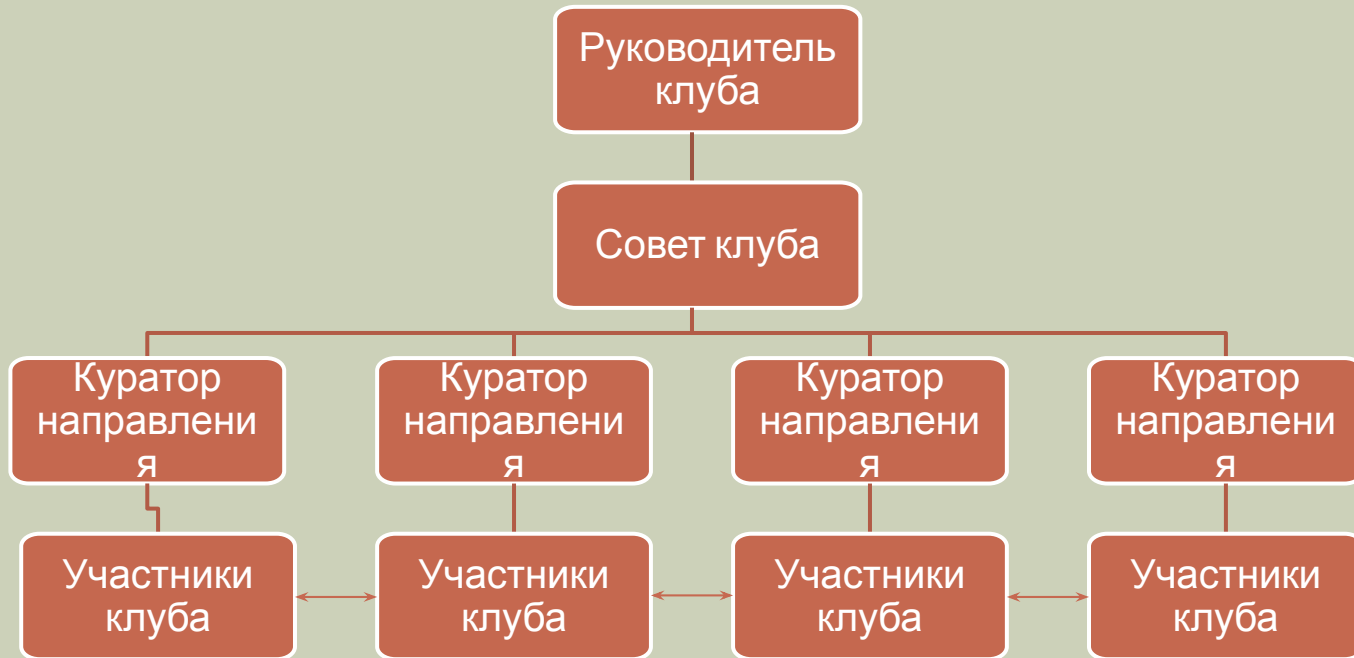 Руководитель
клуба
Совет клуба
Куратор
направлени
я
Куратор
направлени
я
Куратор
направлени
я
Куратор
направлени
я
Участники
клуба
Участники
клуба
Участники
клуба
Участники
клуба